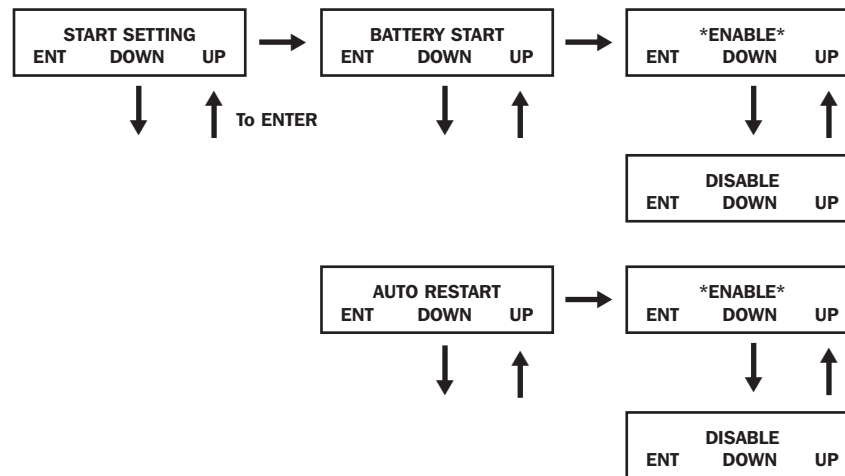 START SETTING
ENT DOWN UP
BATTERY START
ENT DOWN UP
*ENABLE*
ENT DOWN UP
To ENTER
DISABLE
ENT DOWN UP
AUTO RESTART
ENT DOWN UP
*ENABLE*
ENT DOWN UP
DISABLE
ENT DOWN UP